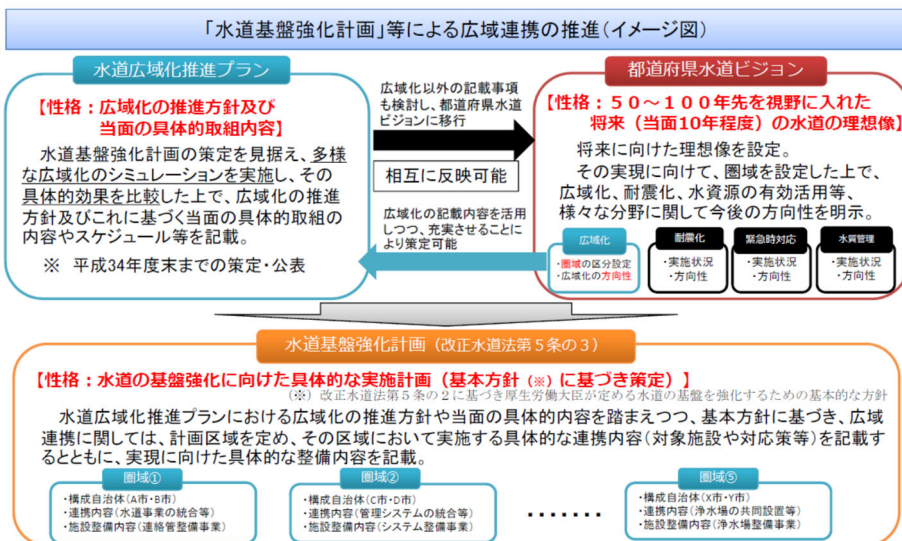 「水道基盤強化計画」等による広域連携の推進(イメージ図)
水道広域化推進プラン
【性格：広域化の推進方針及び
当面の具体的取組内容】
水道基盤強化計画の策定を見据え、多様
な広域化のシミュレーションを実施し、その
具体的効果を比較した上で、広域化の推進
方針及びこれに基づく当面の具体的取組の
内容やスケジュール等を記載。
※ 平成34年度末までの策定・公表
広域化以外の記載事項
も検討し、都道府県水道
ビジョンに移行
相互に反映可能
広域化の記載内容を活用
しつつ、充実させることに
より策定可能
都道府県水道ビジョン
【性格：５０～１００年先を視野に入れた
将来（当面10年程度）の水道の理想像】
将来に向けた理想像を設定。
その実現に向けて、圏域を設定した上で、
広域化、耐震化、水資源の有効活用等、
様々な分野に関して今後の方向性を明示。
広域化
・圏域の区分設定
・広域化の方向性
耐震化
・実施状況
・方向性
緊急時対応
・実施状況
・方向性
水質管理
・実施状況
・方向性
水道基盤強化計画（改正水道法第５条の３）
【性格：水道の基盤強化に向けた具体的な実施計画（基本方針（※）に基づき策定）】
（※）改正水道法第５条の２に基づき厚生労働大臣が定める水道の基盤を強化するための基本的な方針
水道広域化推進プランにおける広域化の推進方針や当面の具体的内容を踏まえつつ、基本方針に基づき、広域
連携に関しては、計画区域を定め、その区域において実施する具体的な連携内容(対象施設や対応策等)を記載す
るとともに、実現に向けた具体的な整備内容を記載。
圏域①
・構成自治体(A市・B市)
・連携内容(水道事業の統合等)
・施設整備内容(連絡管整備事業)
圏域②
・構成自治体(C市・D市)
・連携内容(管理システムの統合等)
・施設整備内容(システム整備事業)
・・・・・・・
圏域⑤
・構成自治体(X市・Y市)
・連携内容(浄水場の共同設置等)
・施設整備内容(浄水場整備事業)